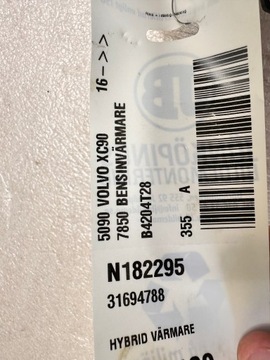 5090 VOLVO XC90 16-->>
7850 BENSINVÄRMARE
B4204T28
355 A
N182295
31694788
HYBRID VÄRMARE